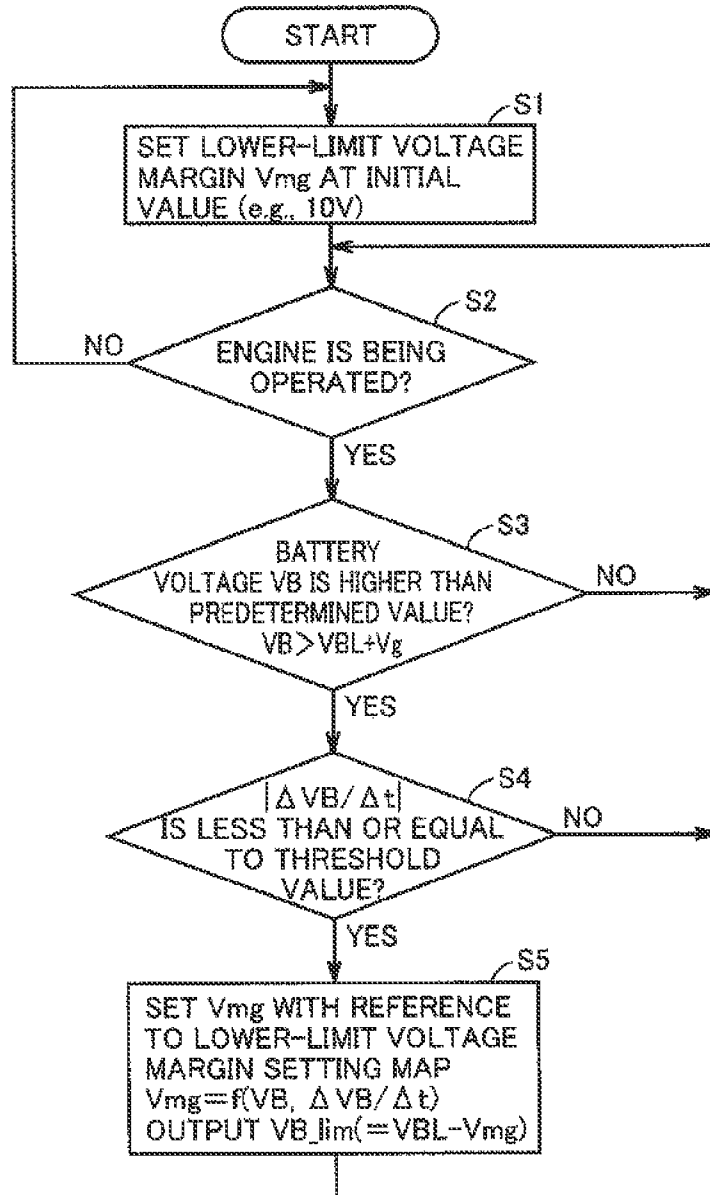 START
S1
SET LOWER-LIMIT VOLTAGE
MARGIN Vmg AT INITIAL
VALUE (e.g., 10V)
S2
NO
ENGINE IS BEING
OPERATED?
YES
S3
BATTERY
VOLTAGE VB IS HIGHER THAN
PREDETERMINED VALUE?
VB>VBL+Vg
NO
YES
S4
|ΔVB/Δt|
IS LESS THAN OR EQUAL
TO THRESHOLD
VALUE?
NO
YES
S5
SET Vmg WITH REFERENCE
TO LOWER-LIMIT VOLTAGE
MARGIN SETTING MAP
Vmg=f(VB, ΔVB/Δt)
OUTPUT VB_lim(=VBL-Vmg)